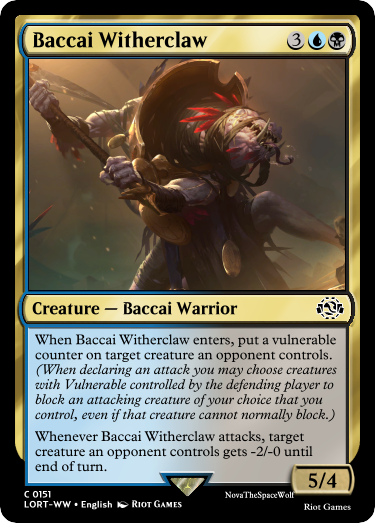 Baccai Witherclaw 3
Creature — Baccai Warrior
When Baccai Witherclaw enters, put a vulnerable
counter on target creature an opponent controls.
(When declaring an attack you may choose creatures
with Vulnerable controlled by the defending player to
block an attacking creature of your choice that you
control, even if that creature cannot normally block.)
Whenever Baccai Witherclaw attacks, target
creature an opponent controls gets -2/-0 until
end of turn.
5/4
C 0151
LORT-WW • English Riot Games
NovaTheSpaceWolf
Riot Games